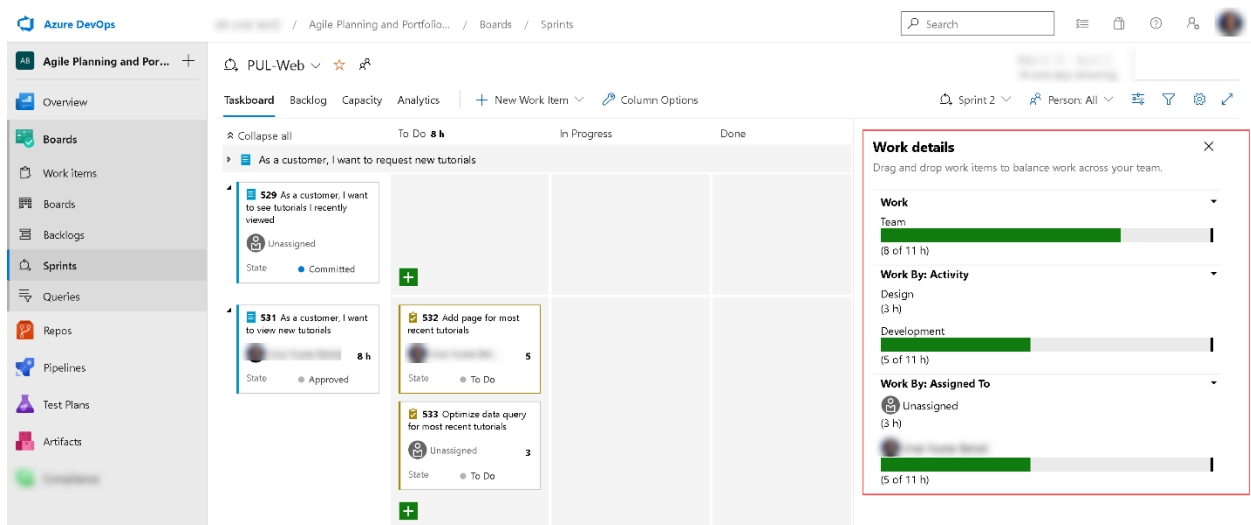 Azure DevOps
/ Agile Planning and Portfolio... / Boards / Sprints
Search
AB Agile Planning and Por...
Overview
Boards
Work items
Boards
Backlogs
Sprints
Queries
Repos
Pipelines
Test Plans
Artifacts
PUL-Web
Taskboard Backlog Capacity Analytics New Work Item Column Options
Sprint 2 Person: All
Collapse all To Do 8 h In Progress Done
As a customer, I want to request new tutorials
529 As a customer, I want
to see tutorials I recently
viewed
Unassigned
State Committed
531 As a customer, I want
to view new tutorials
8 h
State Approved
532 Add page for most
recent tutorials
5
State To Do
533 Optimize data query
for most recent tutorials
Unassigned 3
State To Do
Work details
Drag and drop work items to balance work across your team.
Work
Team
(8 of 11 h)
Work By: Activity
Design
(3 h)
Development
(5 of 11 h)
Work By: Assigned To
Unassigned
(3 h)
(5 of 11 h)